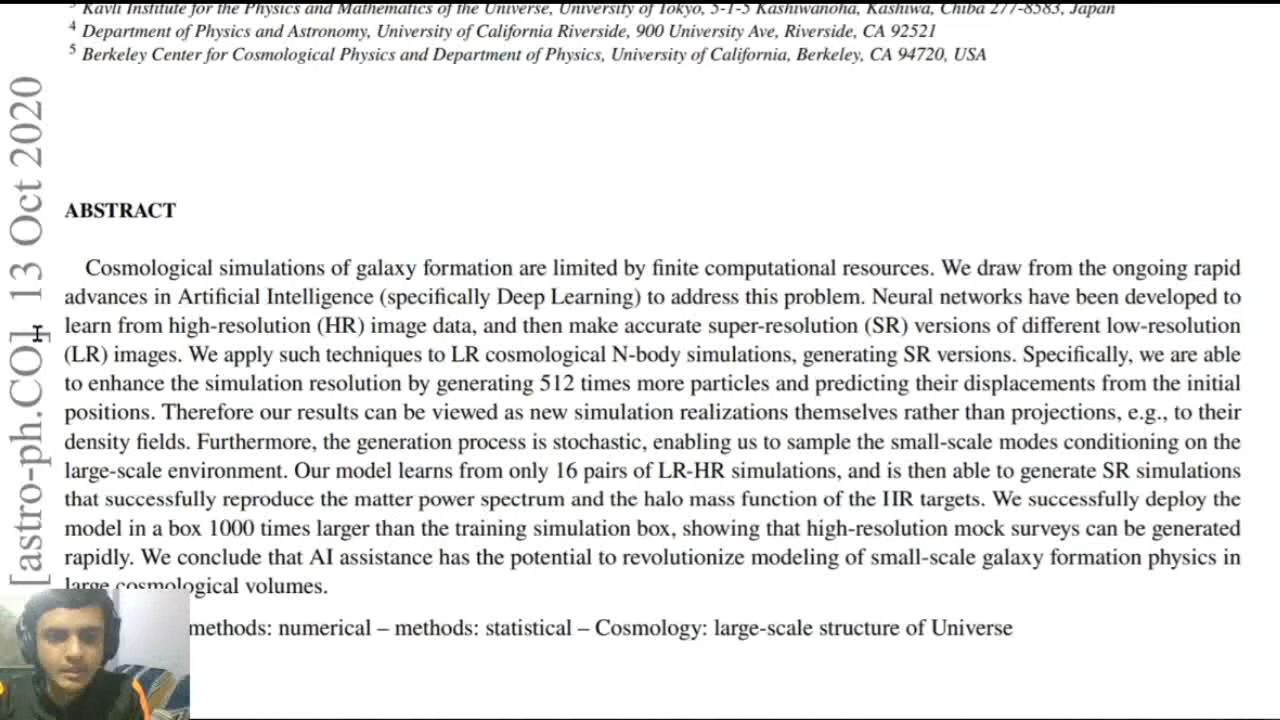 ³ Kavli Institute for the Physics and Mathematics of the Universe, University of Tokyo, 5-1-5 Kashiwanoha, Kashiwa, Chiba 277-8583, Japan
⁴ Department of Physics and Astronomy, University of California Riverside, 900 University Ave, Riverside, CA 92521
⁵ Berkeley Center for Cosmological Physics and Department of Physics, University of California, Berkeley, CA 94720, USA
[astro-ph.CO] 13 Oct 2020
ABSTRACT
Cosmological simulations of galaxy formation are limited by finite computational resources. We draw from the ongoing rapid
advances in Artificial Intelligence (specifically Deep Learning) to address this problem. Neural networks have been developed to
learn from high-resolution (HR) image data, and then make accurate super-resolution (SR) versions of different low-resolution
(LR) images. We apply such techniques to LR cosmological N-body simulations, generating SR versions. Specifically, we are able
to enhance the simulation resolution by generating 512 times more particles and predicting their displacements from the initial
positions. Therefore our results can be viewed as new simulation realizations themselves rather than projections, e.g., to their
density fields. Furthermore, the generation process is stochastic, enabling us to sample the small-scale modes conditioning on the
large-scale environment. Our model learns from only 16 pairs of LR-HR simulations, and is then able to generate SR simulations
that successfully reproduce the matter power spectrum and the halo mass function of the HR targets. We successfully deploy the
model in a box 1000 times larger than the training simulation box, showing that high-resolution mock surveys can be generated
rapidly. We conclude that AI assistance has the potential to revolutionize modeling of small-scale galaxy formation physics in
large cosmological volumes.
methods: numerical – methods: statistical – Cosmology: large-scale structure of Universe